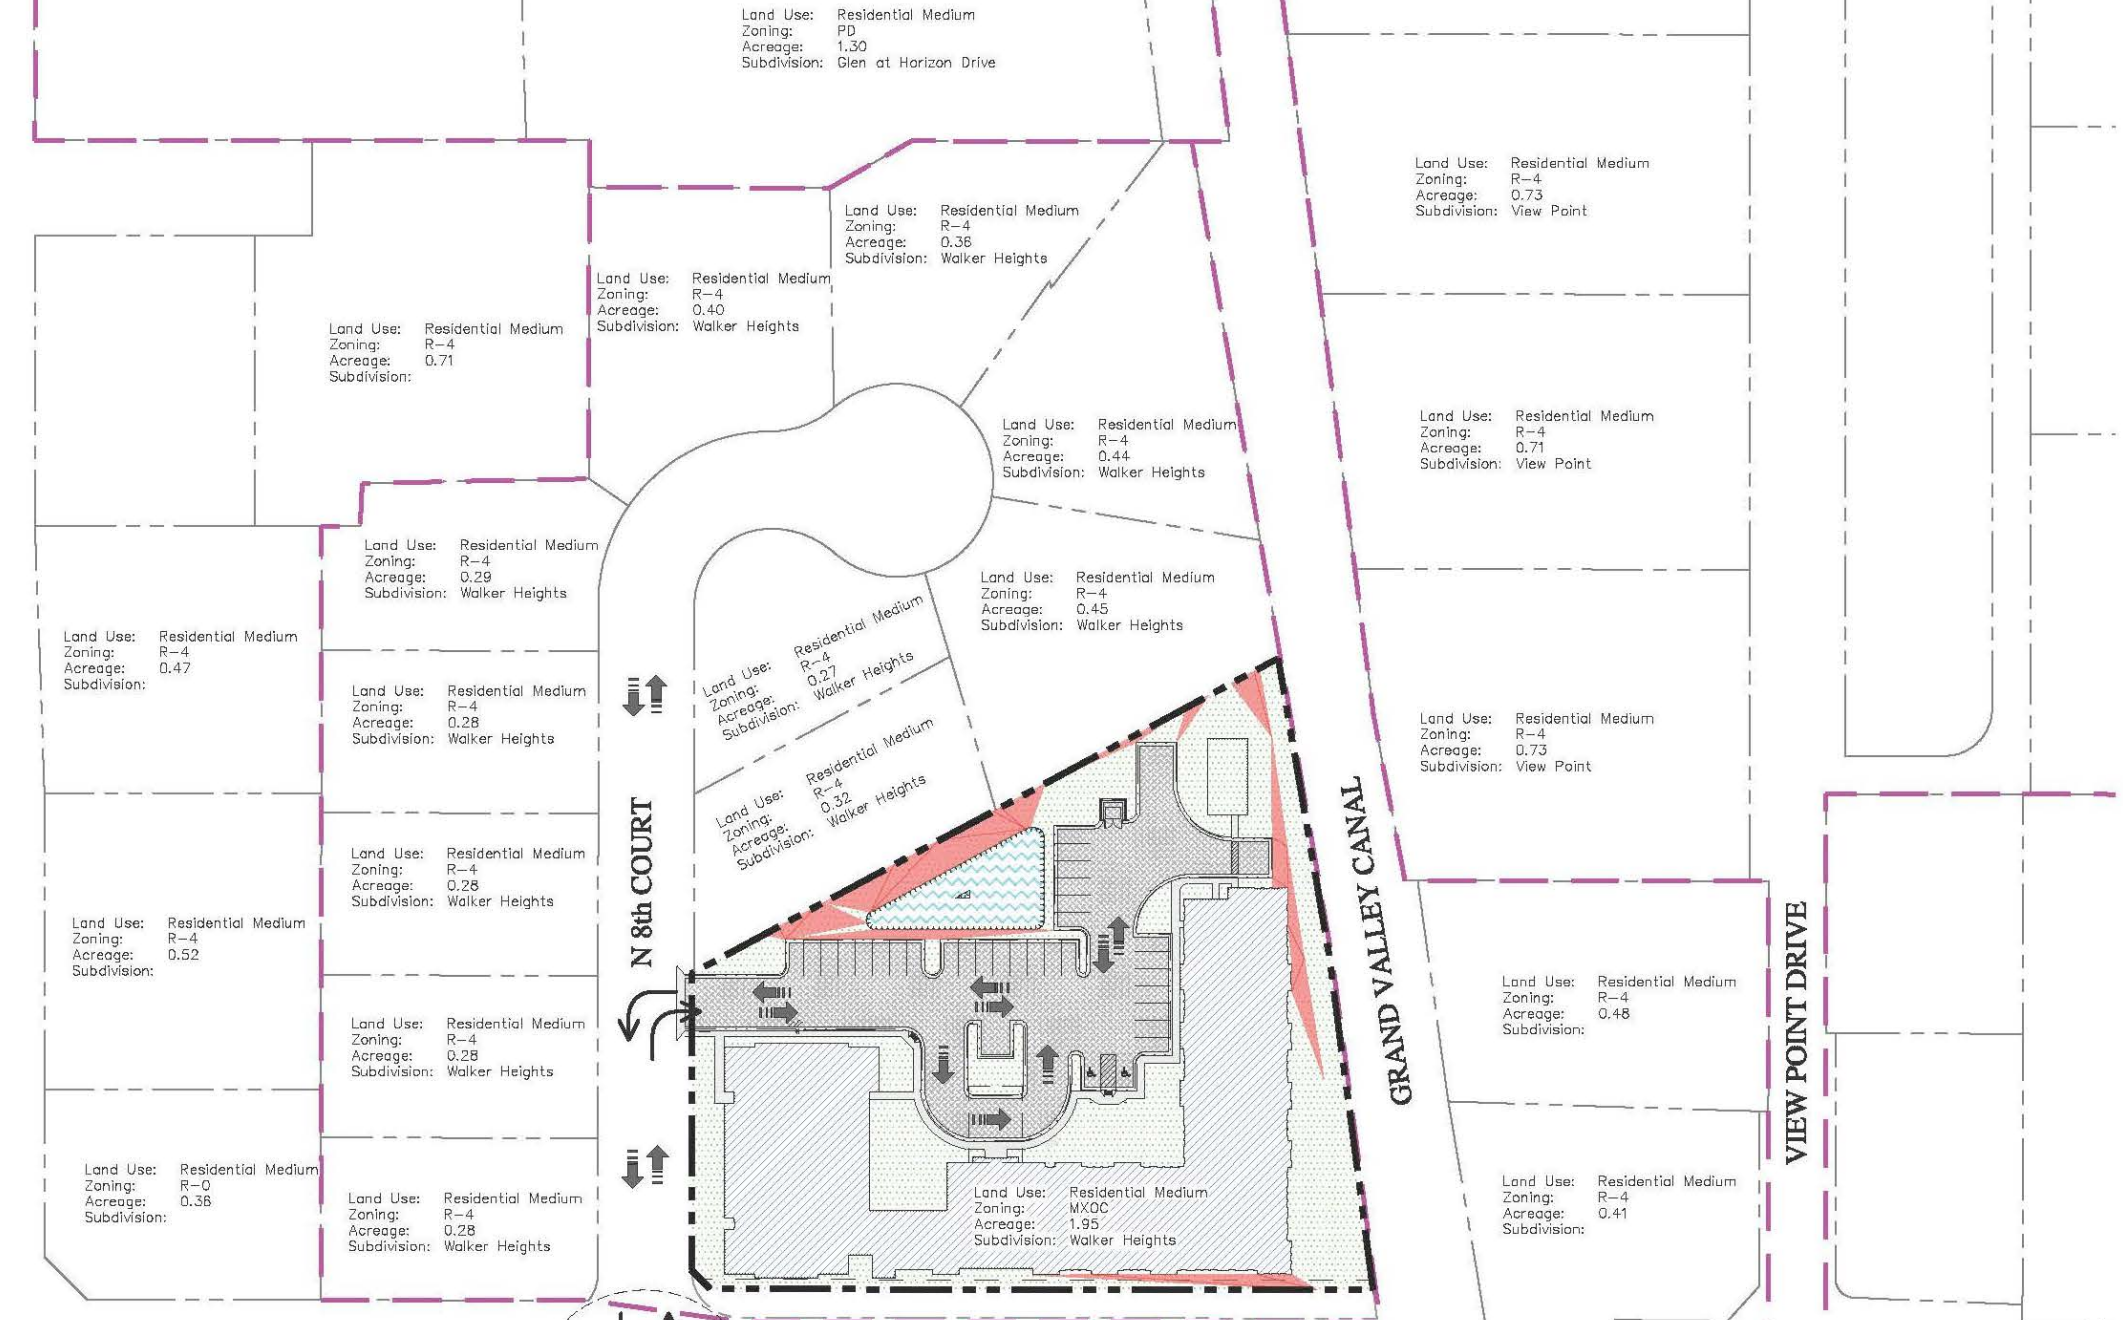 Land Use: Residential Medium
Zoning: PD
Acreage: 1.30
Subdivision: Glen at Horizon Drive
Land Use: Residential Medium
Zoning: R-4
Acreage: 0.73
Subdivision: View Point
Land Use: Residential Medium
Zoning: R-4
Acreage: 0.36
Subdivision: Walker Heights
Land Use: Residential Medium
Zoning: R-4
Acreage: 0.40
Subdivision: Walker Heights
Land Use: Residential Medium
Zoning: R-4
Acreage: 0.71
Subdivision:
Land Use: Residential Medium
Zoning: R-4
Acreage: 0.44
Subdivision: Walker Heights
Land Use: Residential Medium
Zoning: R-4
Acreage: 0.71
Subdivision: View Point
Land Use: Residential Medium
Zoning: R-4
Acreage: 0.29
Subdivision: Walker Heights
Land Use: Residential Medium
Zoning: R-4
Acreage: 0.45
Subdivision: Walker Heights
Land Use: Residential Medium
Zoning: R-4
Acreage: 0.47
Subdivision:
Land Use: Residential Medium
Zoning: R-4
Acreage: 0.27
Subdivision: Walker Heights
Land Use: Residential Medium
Zoning: R-4
Acreage: 0.28
Subdivision: Walker Heights
Land Use: Residential Medium
Zoning: R-4
Acreage: 0.73
Subdivision: View Point
Land Use: Residential Medium
Zoning: R-4
Acreage: 0.32
Subdivision: Walker Heights
N 8th COURT
GRAND VALLEY CANAL
VIEW POINT DRIVE
Land Use: Residential Medium
Zoning: R-4
Acreage: 0.28
Subdivision: Walker Heights
Land Use: Residential Medium
Zoning: R-4
Acreage: 0.52
Subdivision:
Land Use: Residential Medium
Zoning: R-4
Acreage: 0.48
Subdivision:
Land Use: Residential Medium
Zoning: R-4
Acreage: 0.28
Subdivision: Walker Heights
Land Use: Residential Medium
Zoning: R-O
Acreage: 0.36
Subdivision:
Land Use: Residential Medium
Zoning: R-4
Acreage: 0.28
Subdivision: Walker Heights
Land Use: Residential Medium
Zoning: MXOC
Acreage: 1.95
Subdivision: Walker Heights
Land Use: Residential Medium
Zoning: R-4
Acreage: 0.41
Subdivision: